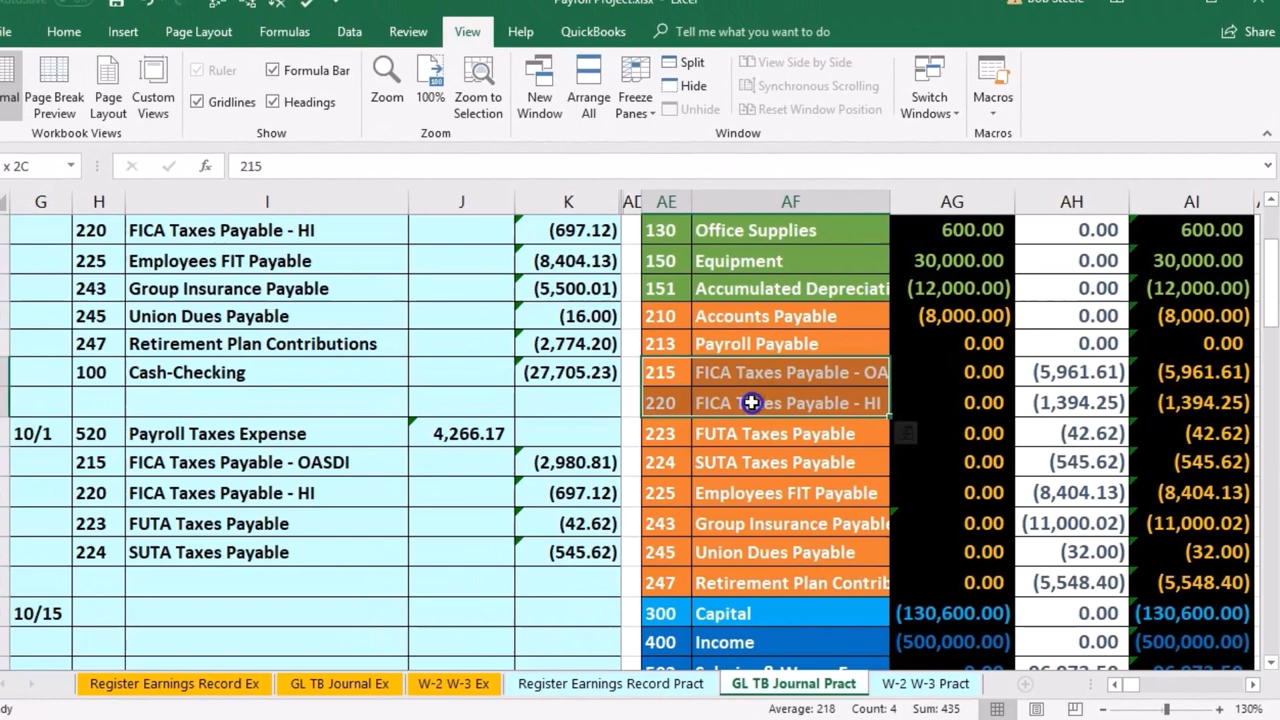 Payroll Project.xlsx - Excel
Bob Steele
Home Insert Page Layout Formulas Data Review View Help QuickBooks Tell me what you want to do Share
Ruler Formula Bar
Gridlines Headings
Page Break Preview Page Layout Custom Views
Zoom 100% Zoom to Selection
New Window Arrange All Freeze Panes
Split
Hide
Unhide
View Side by Side
Synchronous Scrolling
Reset Window Position
Switch Windows Macros
Workbook Views Show Zoom Window Macros
x 2C fx 215
G H I J K AD AE AF AG AH AI
220 FICA Taxes Payable - HI (697.12) 130 Office Supplies 600.00 0.00 600.00
225 Employees FIT Payable (8,404.13) 150 Equipment 30,000.00 0.00 30,000.00
243 Group Insurance Payable (5,500.01) 151 Accumulated Depreciati (12,000.00) 0.00 (12,000.00)
245 Union Dues Payable (16.00) 210 Accounts Payable (8,000.00) 0.00 (8,000.00)
247 Retirement Plan Contributions (2,774.20) 213 Payroll Payable 0.00 0.00 0.00
100 Cash-Checking (27,705.23) 215 FICA Taxes Payable - OA 0.00 (5,961.61) (5,961.61)
220 FICA Taxes Payable - HI 0.00 (1,394.25) (1,394.25)
10/1 520 Payroll Taxes Expense 4,266.17 223 FUTA Taxes Payable 0.00 (42.62) (42.62)
215 FICA Taxes Payable - OASDI (2,980.81) 224 SUTA Taxes Payable 0.00 (545.62) (545.62)
220 FICA Taxes Payable - HI (697.12) 225 Employees FIT Payable 0.00 (8,404.13) (8,404.13)
223 FUTA Taxes Payable (42.62) 243 Group Insurance Payable 0.00 (11,000.02) (11,000.02)
224 SUTA Taxes Payable (545.62) 245 Union Dues Payable 0.00 (32.00) (32.00)
247 Retirement Plan Contrib 0.00 (5,548.40) (5,548.40)
10/15 300 Capital (130,600.00) 0.00 (130,600.00)
400 Income (500,000.00) 0.00 (500,000.00)
Register Earnings Record Ex GL TB Journal Ex W-2 W-3 Ex Register Earnings Record Pract GL TB Journal Pract W-2 W-3 Pract
dy Average: 218 Count: 4 Sum: 435 130%